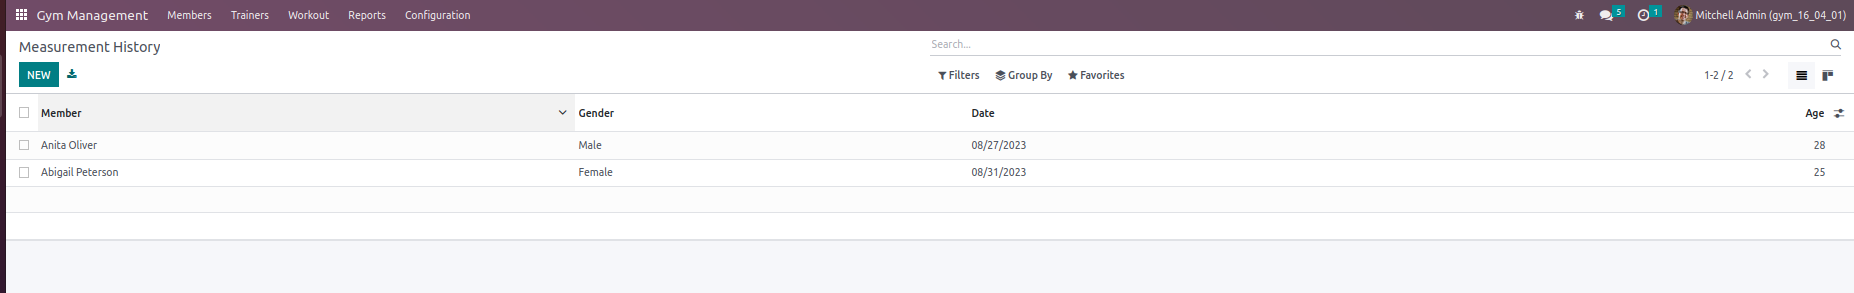 Gym Management Members Trainers Workout Reports Configuration 5 1 Mitchell Admin (gym_16_04_01)
Measurement History Search...
NEW Filters Group By Favorites 1-2 / 2
Member Gender Date Age
Anita Oliver Male 08/27/2023 28
Abigail Peterson Female 08/31/2023 25